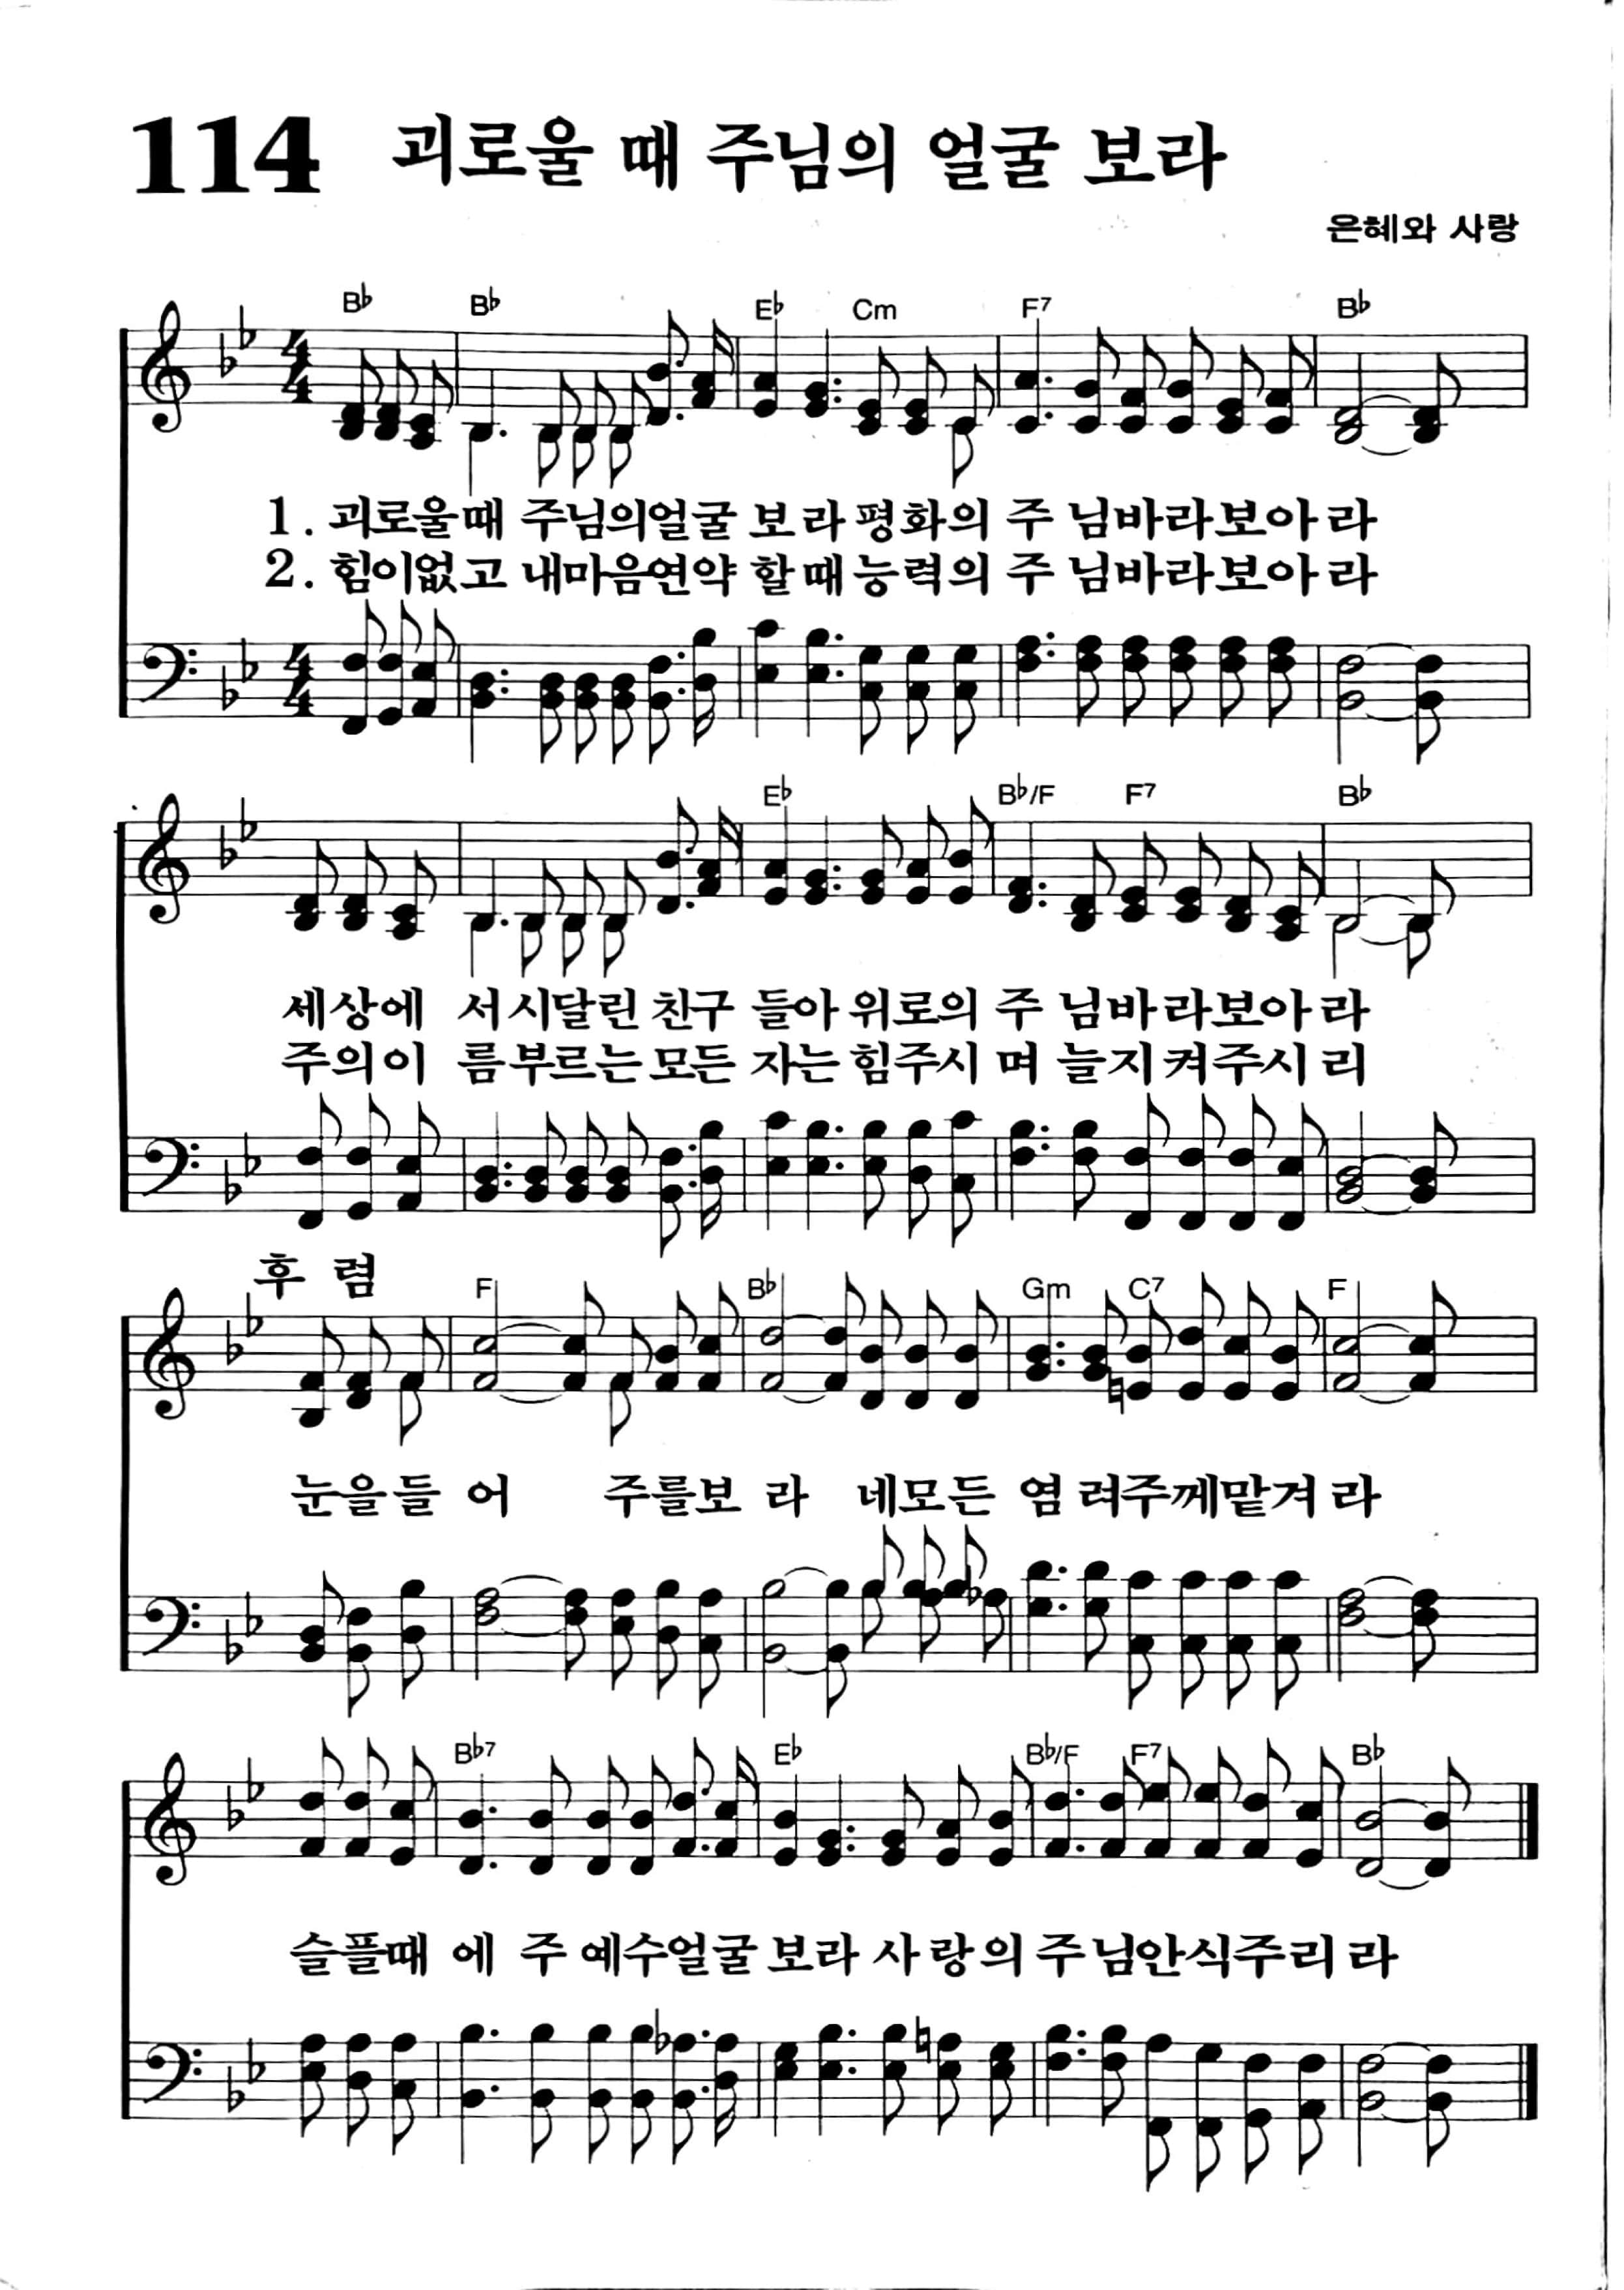 114 괴로울 때 주님의 얼굴 보라
은혜와 사랑
B♭ B♭ E♭ Cm F7 B♭
4/4
1. 괴로울때 주님의얼굴 보라 평화의 주 님바라보아 라
2. 힘이없고 내마음연약 할때 능력의 주 님바라보아 라
4/4
E♭ B♭/F F7 B♭
세상에 서시달린 친구 들아 위로의 주 님바라보아 라
주의이 름부르는모든 자는 힘주시 며 늘지켜주시 리
후 렴
F B♭ Gm C7 F
눈을들 어 주를보 라 네모든 염 려주께맡겨 라
B♭7 E♭ B♭/F F7 B♭
슬플때 에 주 예수얼굴 보라 사랑의 주님안식주리 라